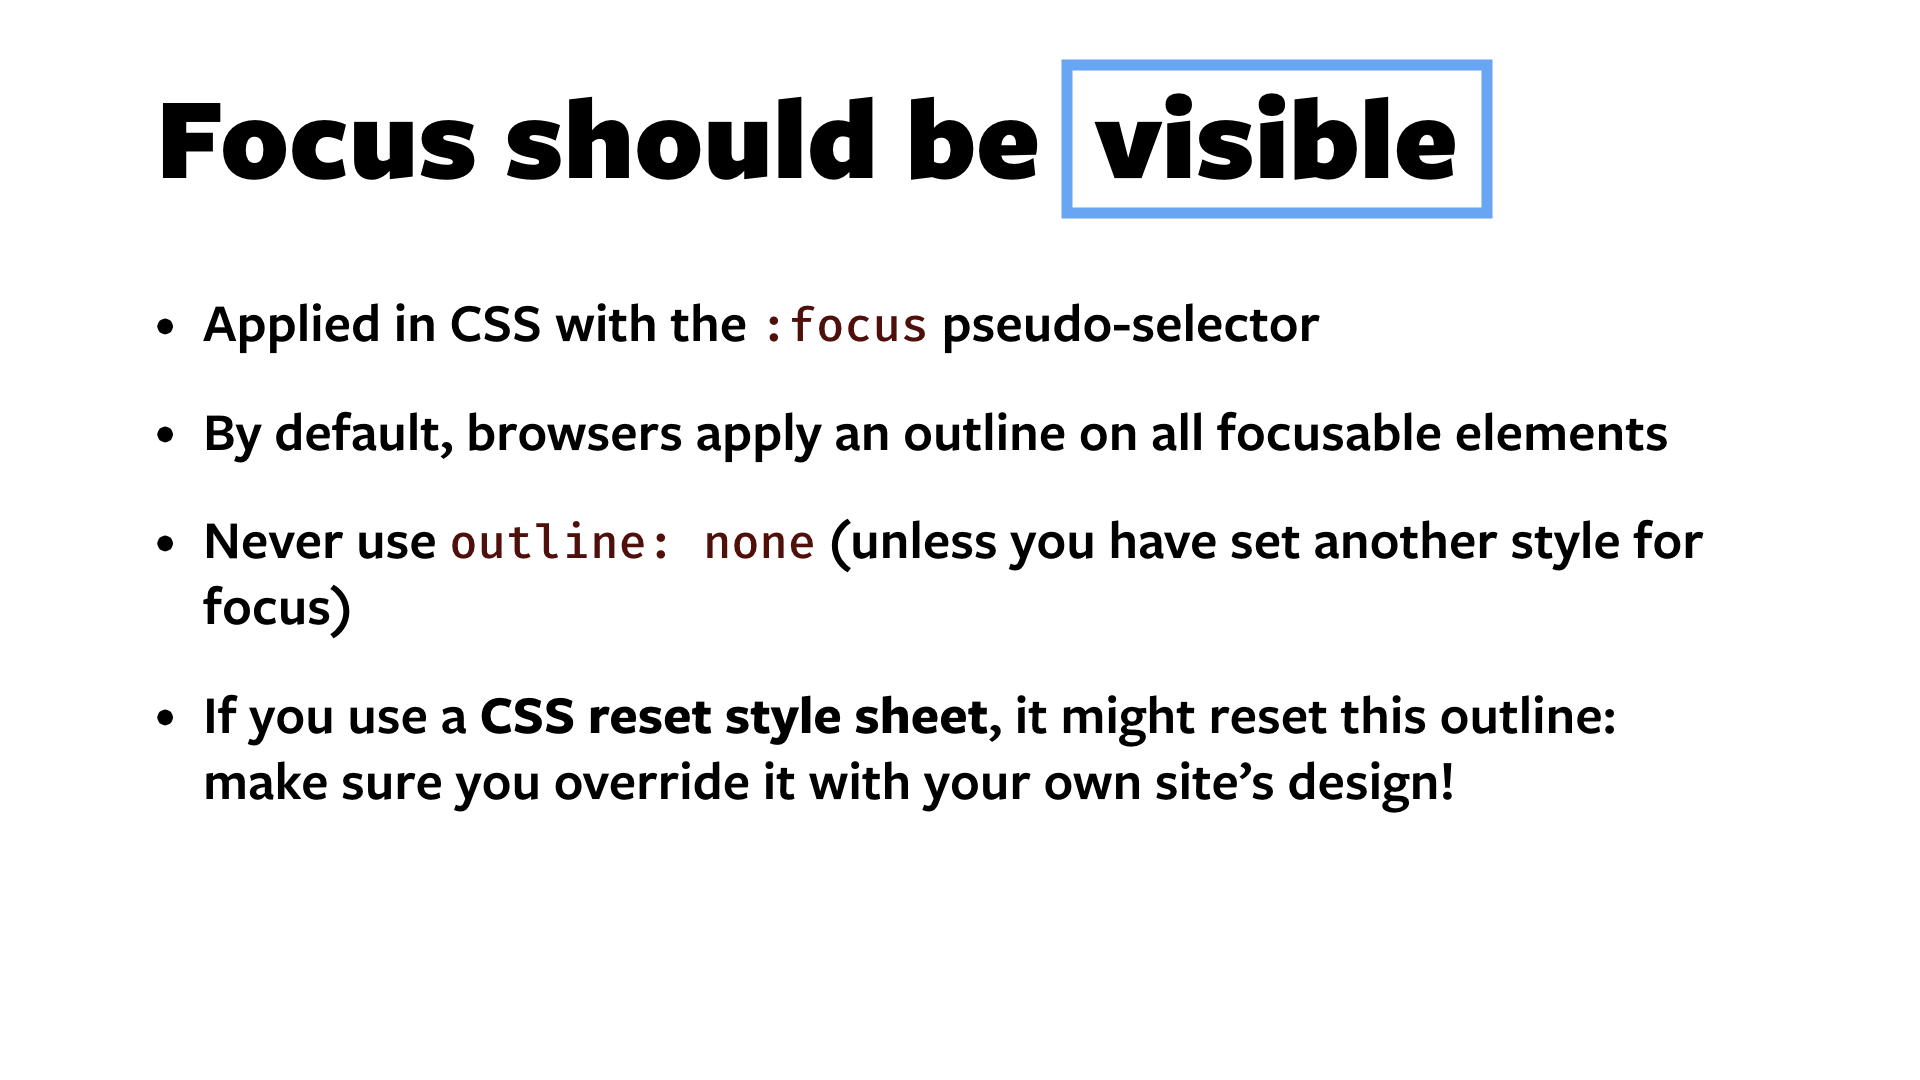 Focus should be visible
• Applied in CSS with the :focus pseudo-selector
• By default, browsers apply an outline on all focusable elements
• Never use outline: none (unless you have set another style for
focus)
• If you use a CSS reset style sheet, it might reset this outline:
make sure you override it with your own site’s design!